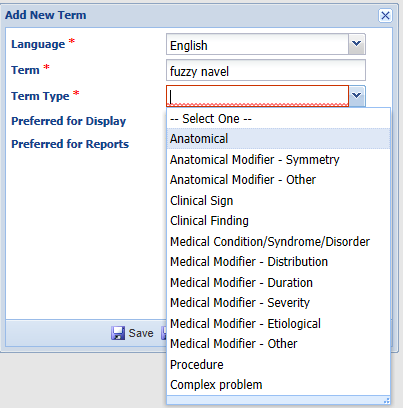 Add New Term
Language * English
Term * fuzzy navel
Term Type *
Preferred for Display
Preferred for Reports
-- Select One --
Anatomical
Anatomical Modifier - Symmetry
Anatomical Modifier - Other
Clinical Sign
Clinical Finding
Medical Condition/Syndrome/Disorder
Medical Modifier - Distribution
Medical Modifier - Duration
Medical Modifier - Severity
Medical Modifier - Etiological
Medical Modifier - Other
Procedure
Complex problem
Save